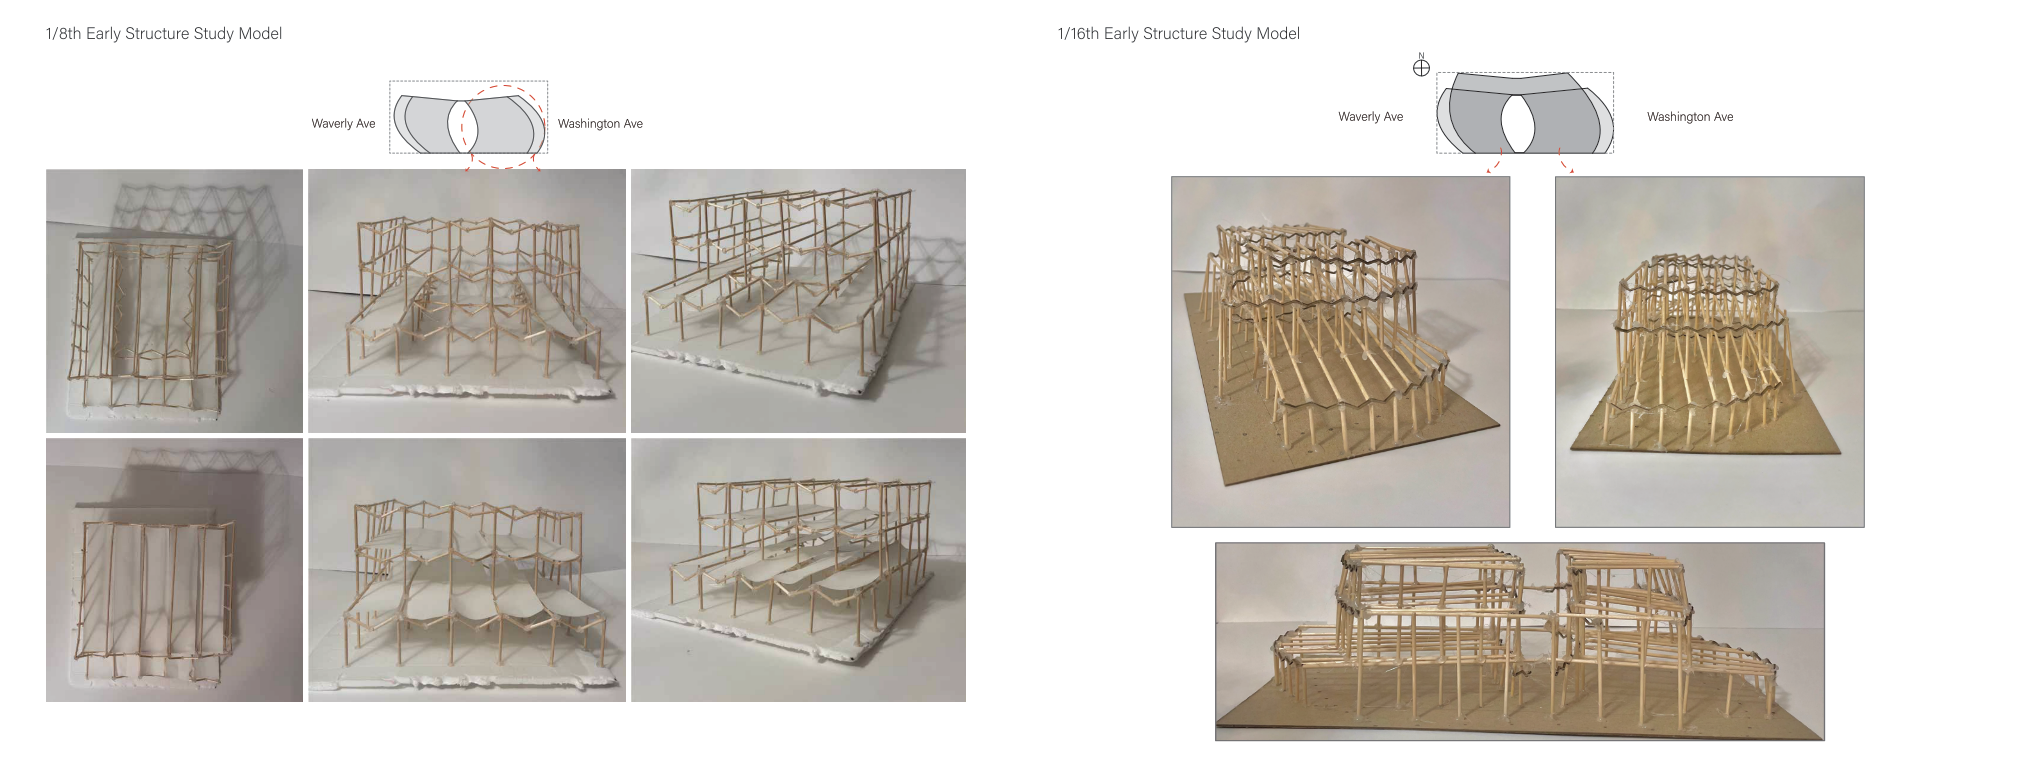 1/8th Early Structure Study Model
Waverly Ave
Washington Ave
1/16th Early Structure Study Model
N
Waverly Ave
Washington Ave